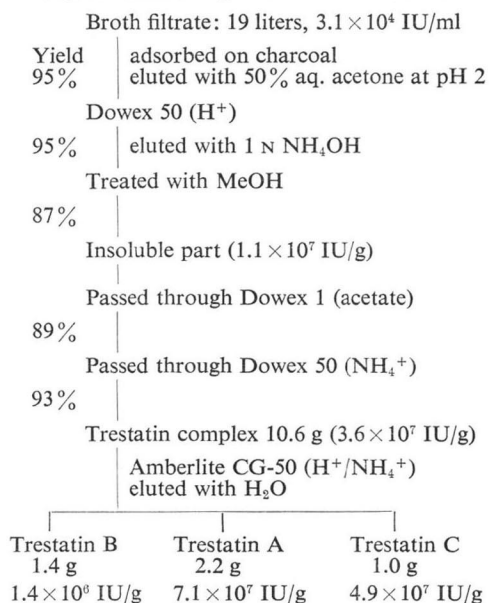 Broth filtrate: 19 liters, 3.1×10⁴ IU/ml
Yield adsorbed on charcoal
95% eluted with 50% aq. acetone at pH 2
Dowex 50 (H⁺)
95% eluted with 1 N NH₄OH
Treated with MeOH
87%
Insoluble part (1.1×10⁷ IU/g)
Passed through Dowex 1 (acetate)
89%
Passed through Dowex 50 (NH₄⁺)
93%
Trestatin complex 10.6 g (3.6×10⁷ IU/g)
Amberlite CG-50 (H⁺/NH₄⁺)
eluted with H₂O
Trestatin B Trestatin A Trestatin C
1.4 g 2.2 g 1.0 g
1.4×10⁶ IU/g 7.1×10⁷ IU/g 4.9×10⁷ IU/g